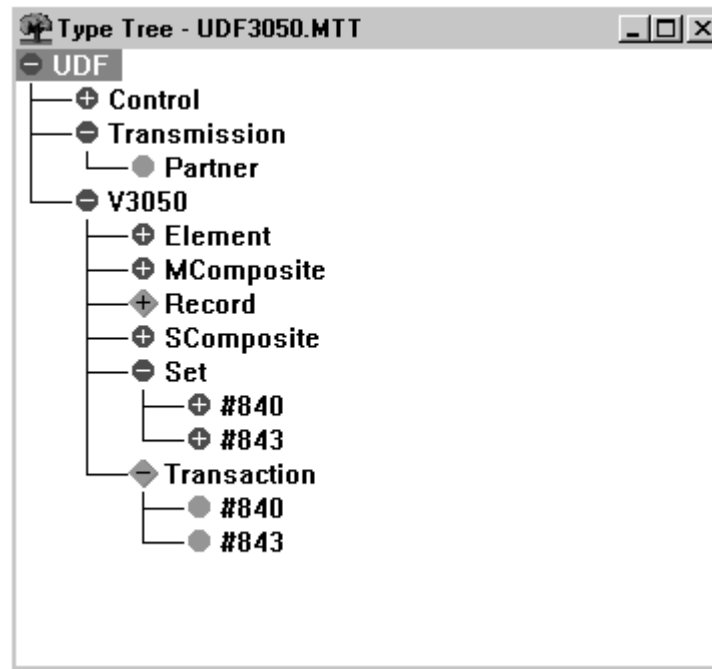 Type Tree - UDF3050.MTT
UDF
Control
Transmission
Partner
V3050
Element
MComposite
Record
SComposite
Set
#840
#843
Transaction
#840
#843